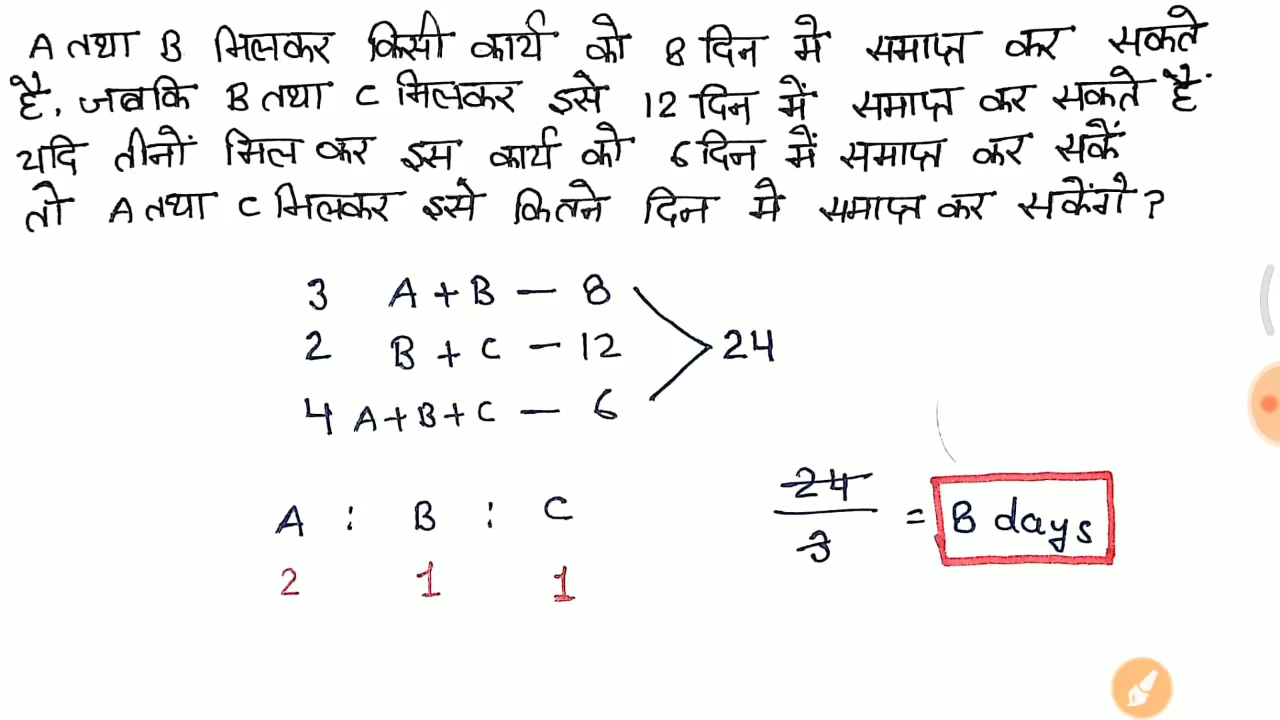 A तथा B मिलकर किसी कार्य को 8 दिन में समाप्त कर सकते
है, जबकि B तथा C मिलकर इसे 12 दिन में समाप्त कर सकते हैं
यदि तीनों मिल कर इस कार्य को 6 दिन में समाप्त कर सकें
तो A तथा C मिलकर इसे कितने दिन में समाप्त कर सकेंगे ?
3 A + B — 8
2 B + C — 12
24
4 A + B + C — 6
A : B : C
2 1 1
24/3 = 8 days